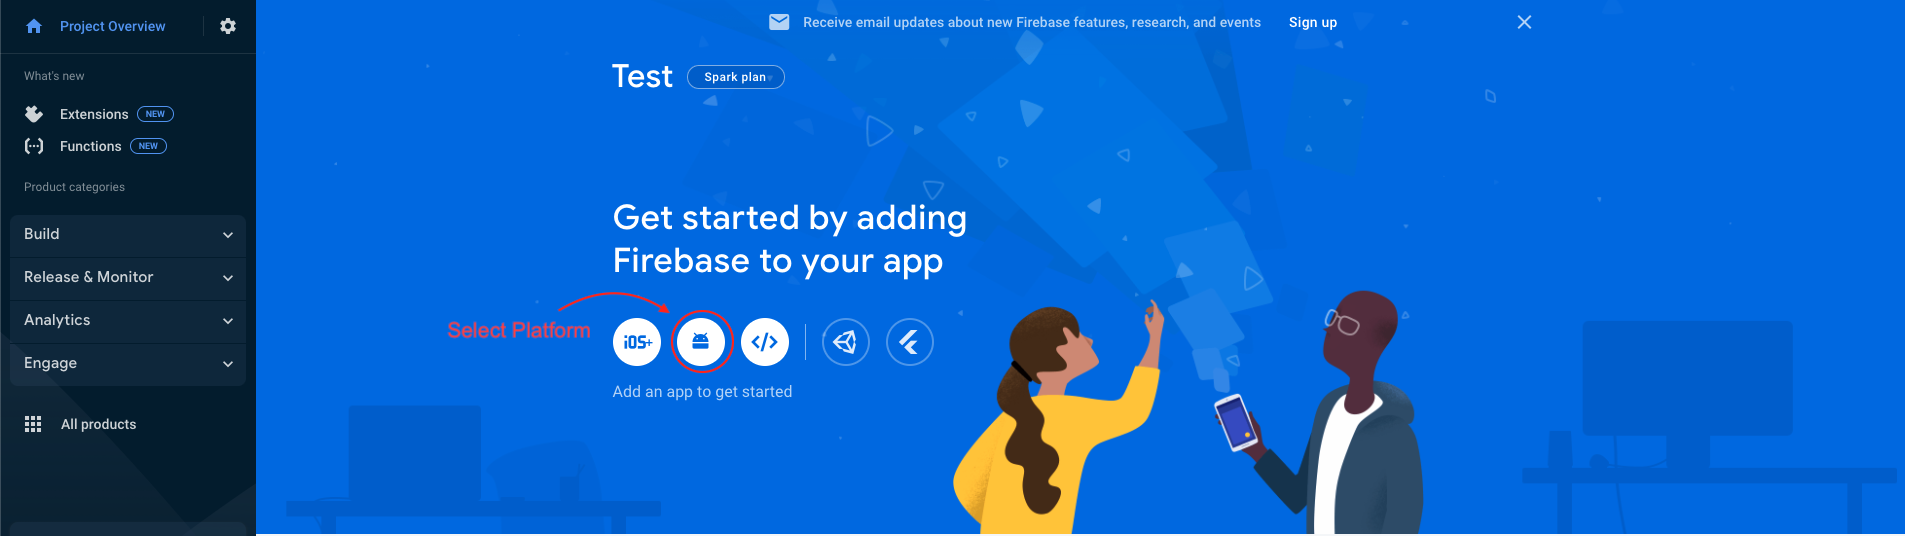 Project Overview
What's new
Extensions NEW
Functions NEW
Product categories
Build
Release & Monitor
Analytics
Engage
All products
Receive email updates about new Firebase features, research, and events Sign up
Test Spark plan
Get started by adding
Firebase to your app
Select Platform
iOS+
Add an app to get started